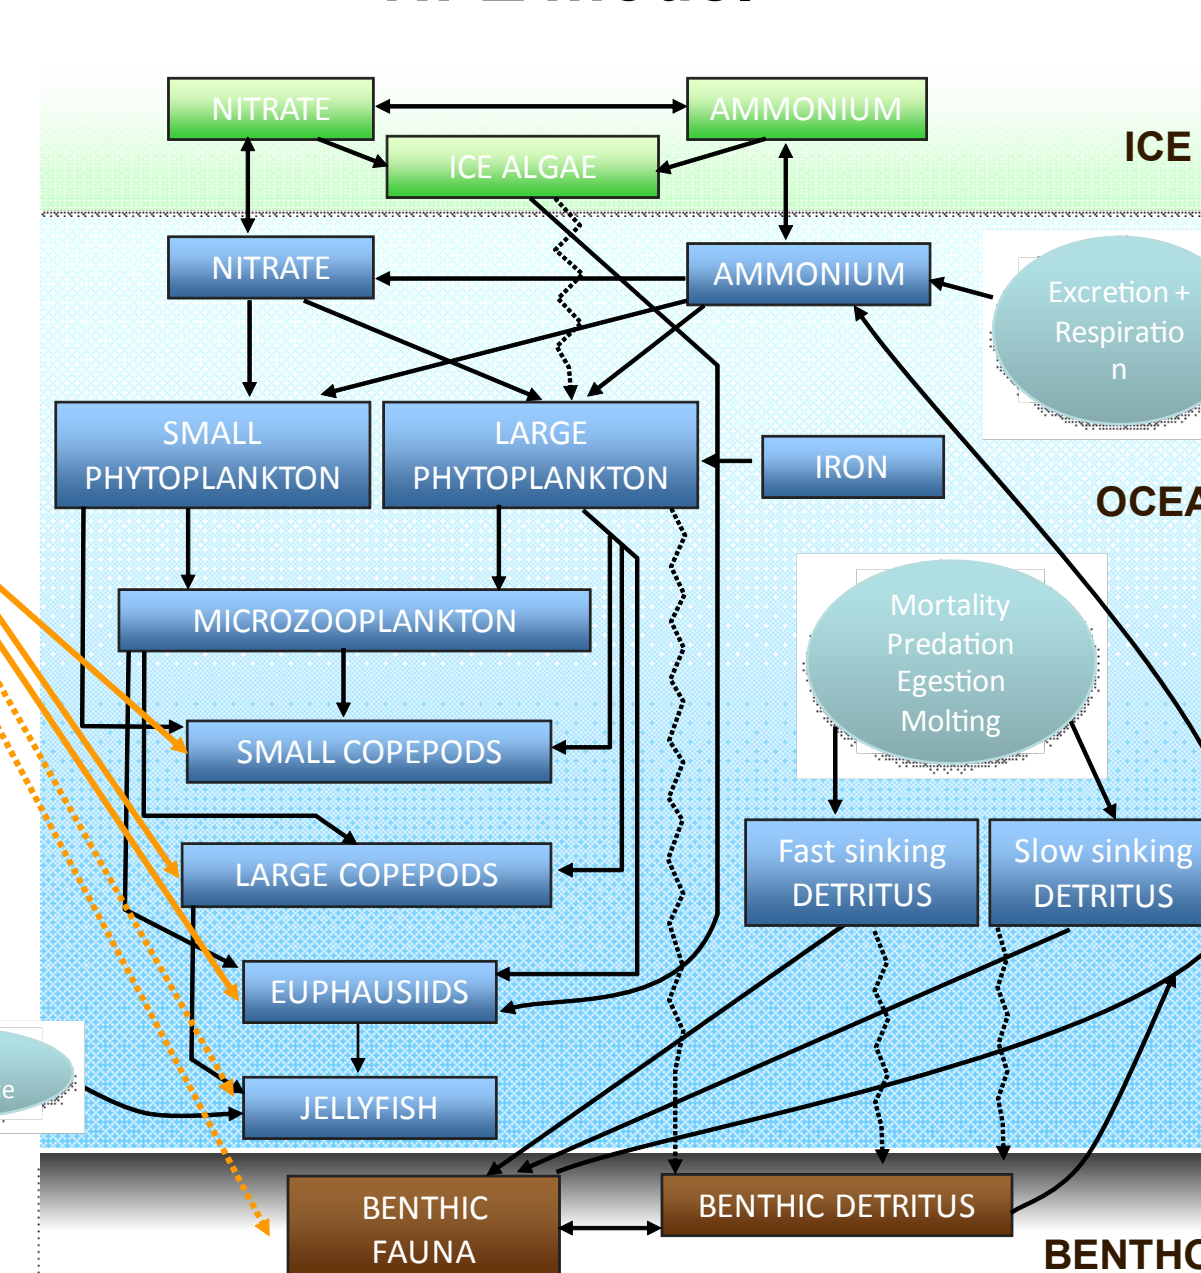 NITRATE
AMMONIUM
ICE
ICE ALGAE
NITRATE
AMMONIUM
Excretion +
Respiratio
n
SMALL
PHYTOPLANKTON
LARGE
PHYTOPLANKTON
IRON
OCEA
Mortality
Predation
Egestion
Molting
MICROZOOPLANKTON
SMALL COPEPODS
Fast sinking
DETRITUS
Slow sinking
DETRITUS
LARGE COPEPODS
EUPHAUSIIDS
ce
JELLYFISH
BENTHIC
FAUNA
BENTHIC DETRITUS
BENTHO